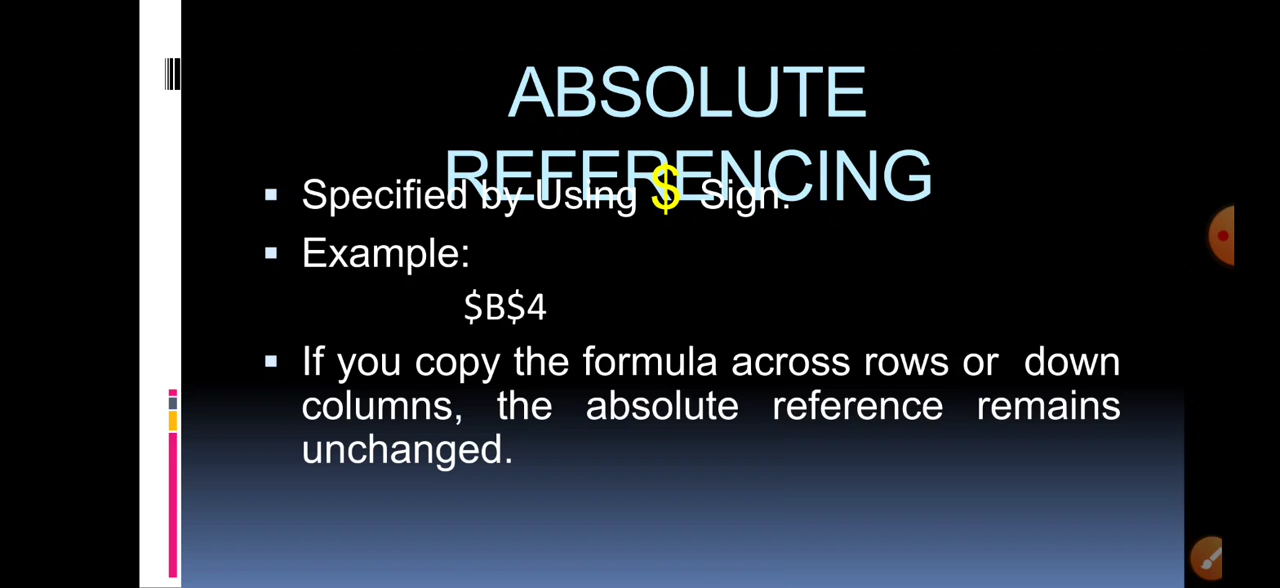 ABSOLUTE
REFERENCING
Specified by Using $ Sign.
Example:
$B$4
If you copy the formula across rows or down
columns, the absolute reference remains
unchanged.